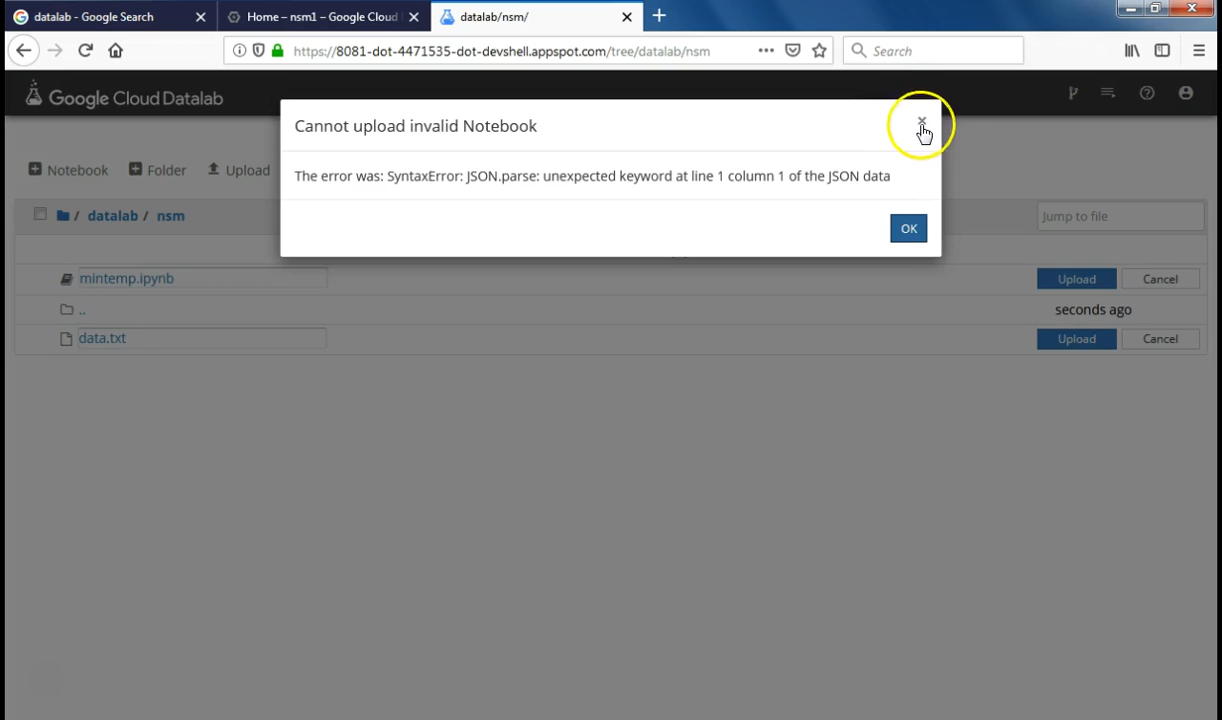 datalab - Google Search
Home – nsm1 – Google Cloud
datalab/nsm/
https://8081-dot-4471535-dot-devshell.appspot.com/tree/datalab/nsm
Search
Google Cloud Datalab
Cannot upload invalid Notebook
The error was: SyntaxError: JSON.parse: unexpected keyword at line 1 column 1 of the JSON data
OK
Notebook
Folder
Upload
/ datalab / nsm
Jump to file
mintemp.ipynb
Upload
Cancel
..
seconds ago
data.txt
Upload
Cancel